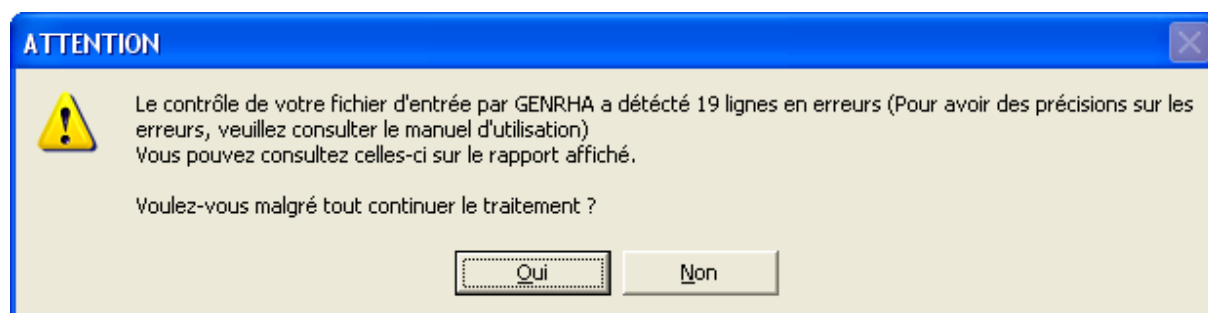 ATTENTION
Le contrôle de votre fichier d'entrée par GENRHA a détécté 19 lignes en erreurs (Pour avoir des précisions sur les
erreurs, veuillez consulter le manuel d'utilisation)
Vous pouvez consultez celles-ci sur le rapport affiché.
Voulez-vous malgré tout continuer le traitement ?
Oui Non